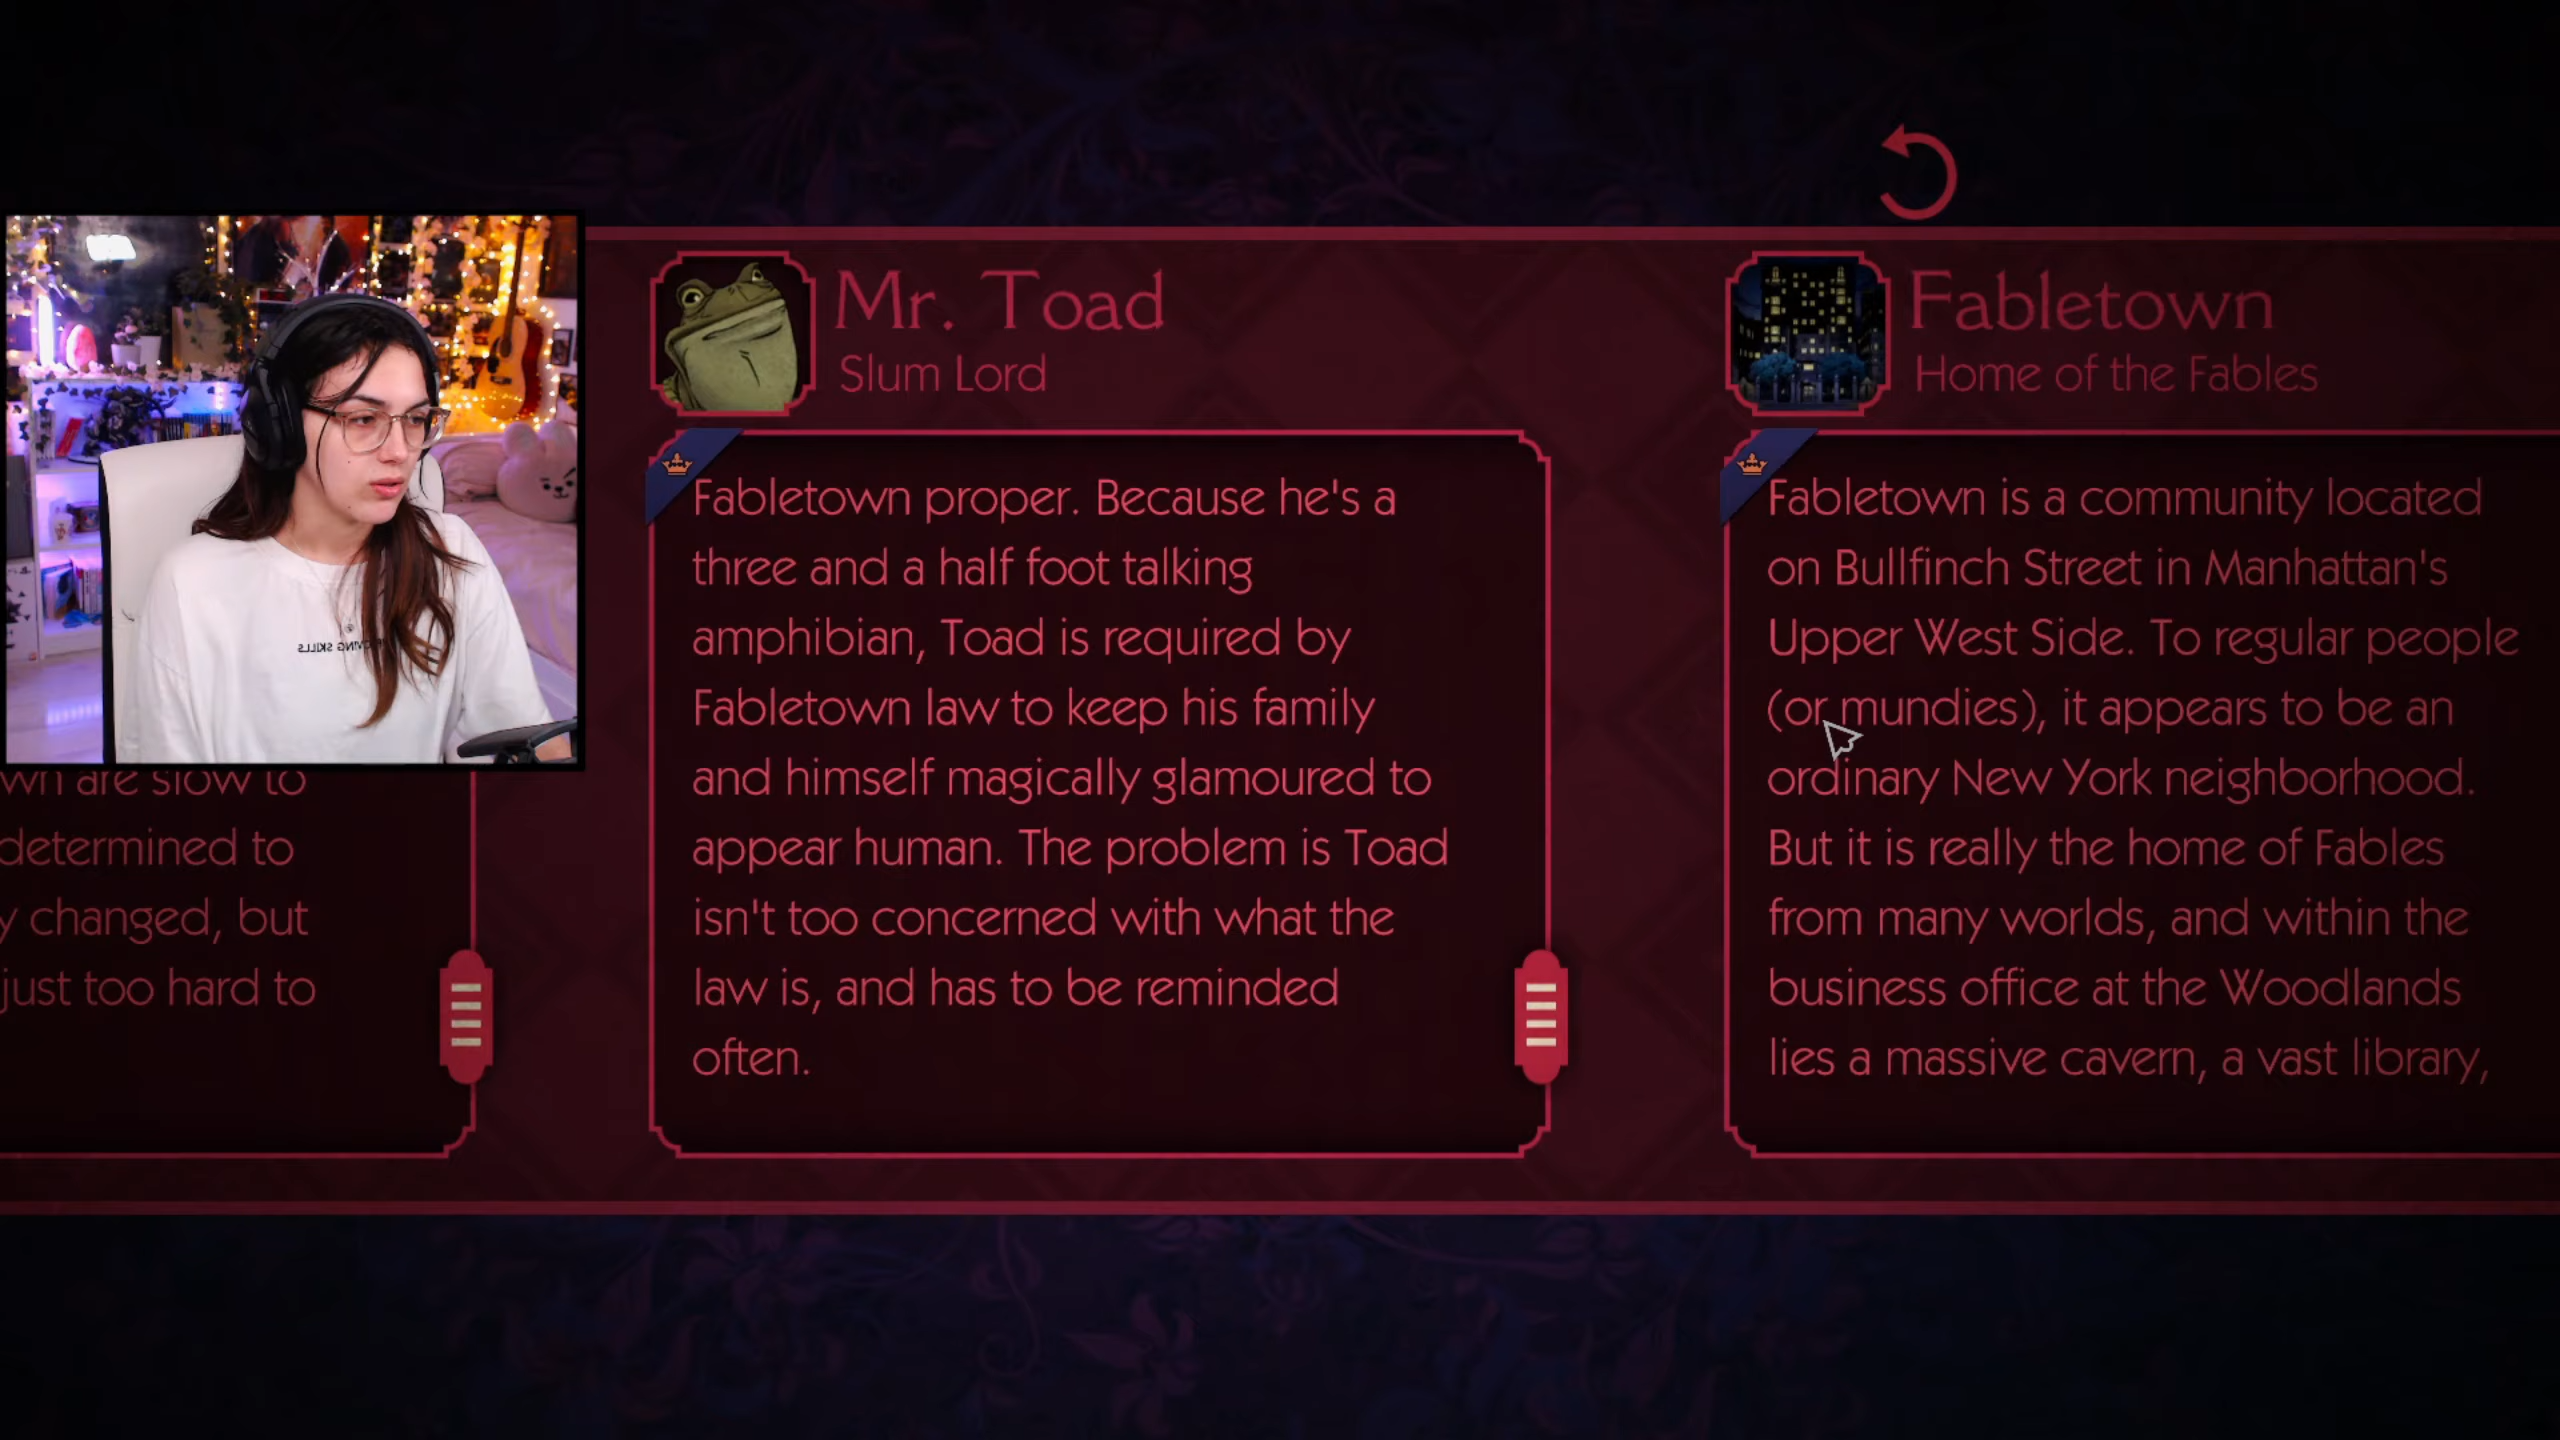 Mr. Toad
Slum Lord
Fabletown proper. Because he's a
three and a half foot talking
amphibian, Toad is required by
Fabletown law to keep his family
and himself magically glamoured to
appear human. The problem is Toad
isn't too concerned with what the
law is, and has to be reminded
often.
Fabletown
Home of the Fables
Fabletown is a community located
on Bullfinch Street in Manhattan's
Upper West Side. To regular people
(or mundies), it appears to be an
ordinary New York neighborhood.
But it is really the home of Fables
from many worlds, and within the
business office at the Woodlands
lies a massive cavern, a vast library,
are slow to
determined to
changed, but
just too hard to
SKILLS